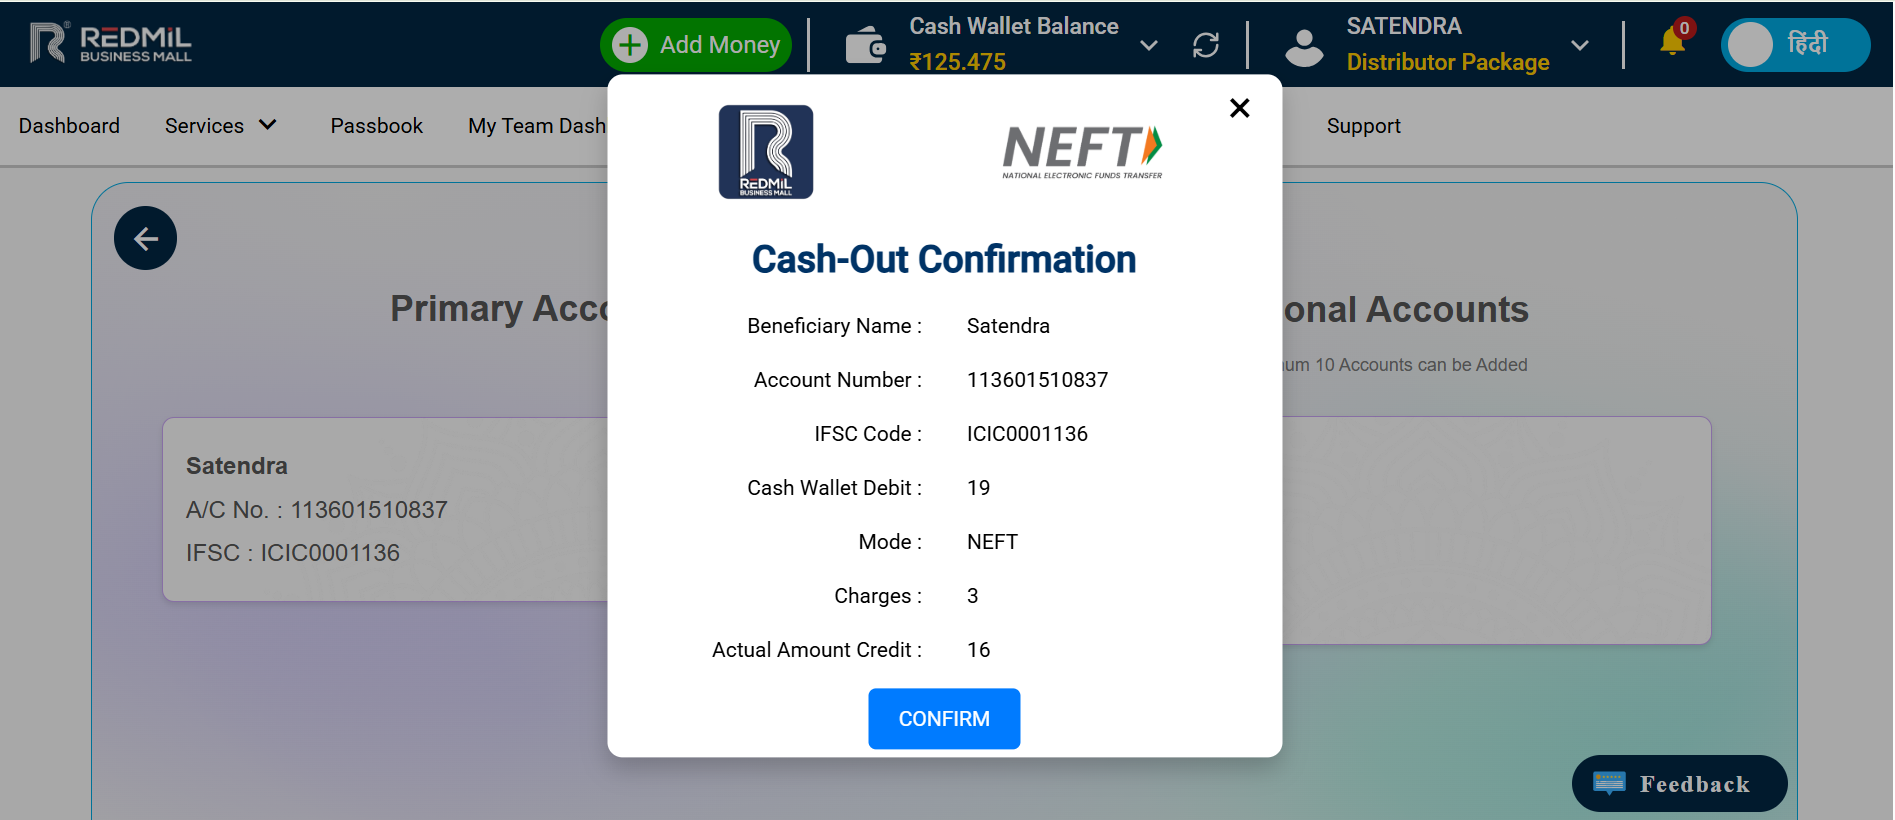 REDMIL
BUSINESS MALL
Add Money
Cash Wallet Balance
₹125.475
SATENDRA
Distributor Package
0
हिंदी
Dashboard
Services
Passbook
My Team Dash
Support
REDMIL
BUSINESS MALL
NEFT
NATIONAL ELECTRONIC FUNDS TRANSFER
Cash-Out Confirmation
Primary Acco
onal Accounts
um 10 Accounts can be Added
Beneficiary Name : Satendra
Account Number : 113601510837
IFSC Code : ICIC0001136
Cash Wallet Debit : 19
Mode : NEFT
Charges : 3
Actual Amount Credit : 16
CONFIRM
Satendra
A/C No. : 113601510837
IFSC : ICIC0001136
Feedback